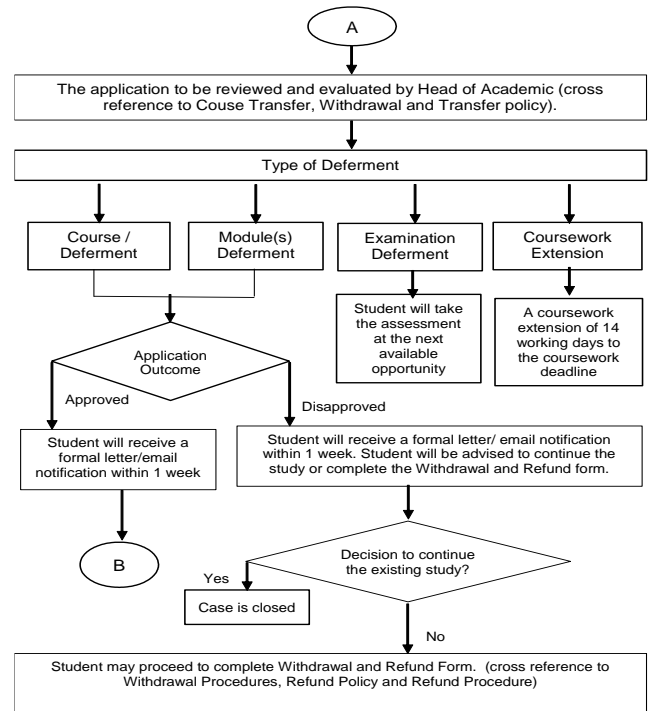 A
The application to be reviewed and evaluated by Head of Academic (cross
reference to Couse Transfer, Withdrawal and Transfer policy).
Type of Deferment
Course /
Deferment
Module(s)
Deferment
Examination
Deferment
Coursework
Extension
Student will take
the assessment
at the next
available
opportunity
A coursework
extension of 14
working days to
the coursework
deadline
Application
Outcome
Approved
Disapproved
Student will receive a
formal letter/email
notification within 1 week
Student will receive a formal letter/ email notification
within 1 week. Student will be advised to continue the
study or complete the Withdrawal and Refund form.
B
Decision to continue
the existing study?
Yes
Case is closed
No
Student may proceed to complete Withdrawal and Refund Form. (cross reference to
Withdrawal Procedures, Refund Policy and Refund Procedure)